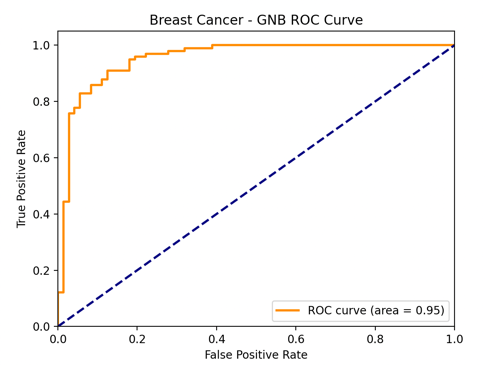 Breast Cancer - GNB ROC Curve
True Positive Rate
1.0
0.8
0.6
0.4
0.2
0.0
ROC curve (area = 0.95)
0.0 0.2 0.4 0.6 0.8 1.0
False Positive Rate